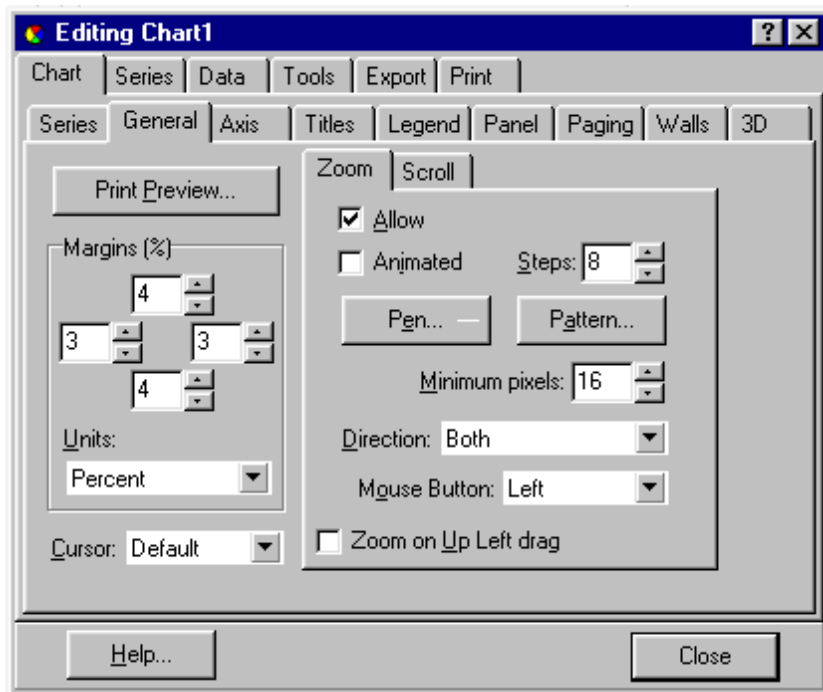 Editing Chart1 ? X
Chart Series Data Tools Export Print
Series General Axis Titles Legend Panel Paging Walls 3D
Print Preview...
Margins (%)
4
3 3
4
Units:
Percent
Cursor: Default
Zoom Scroll
Allow
Animated Steps: 8
Pen... Pattern...
Minimum pixels: 16
Direction: Both
Mouse Button: Left
Zoom on Up Left drag
Help... Close